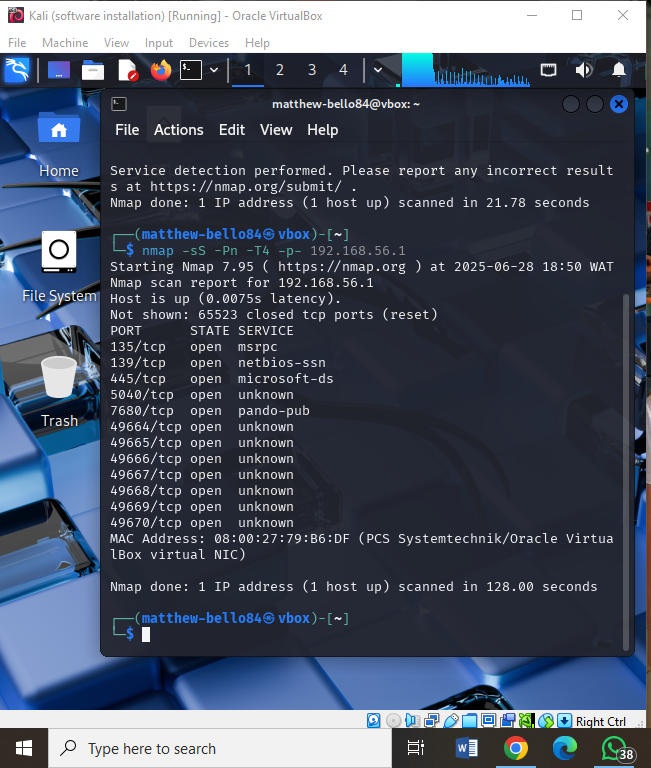 Kali (software installation) [Running] - Oracle VirtualBox
File Machine View Input Devices Help
1 2 3 4
matthew-bello84@vbox: ~
File Actions Edit View Help
Home
File System
Trash
Service detection performed. Please report any incorrect result
s at https://nmap.org/submit/ .
Nmap done: 1 IP address (1 host up) scanned in 21.78 seconds
┌──(matthew-bello84㉿vbox)-[~]
└─$ nmap -sS -Pn -T4 -p- 192.168.56.1
Starting Nmap 7.95 ( https://nmap.org ) at 2025-06-28 18:50 WAT
Nmap scan report for 192.168.56.1
Host is up (0.0075s latency).
Not shown: 65523 closed tcp ports (reset)
PORT STATE SERVICE
135/tcp open msrpc
139/tcp open netbios-ssn
445/tcp open microsoft-ds
5040/tcp open unknown
7680/tcp open pando-pub
49664/tcp open unknown
49665/tcp open unknown
49666/tcp open unknown
49667/tcp open unknown
49668/tcp open unknown
49669/tcp open unknown
49670/tcp open unknown
MAC Address: 08:00:27:79:B6:DF (PCS Systemtechnik/Oracle Virtua
lBox virtual NIC)
Nmap done: 1 IP address (1 host up) scanned in 128.00 seconds
┌──(matthew-bello84㉿vbox)-[~]
└─$
Right Ctrl
Type here to search
38